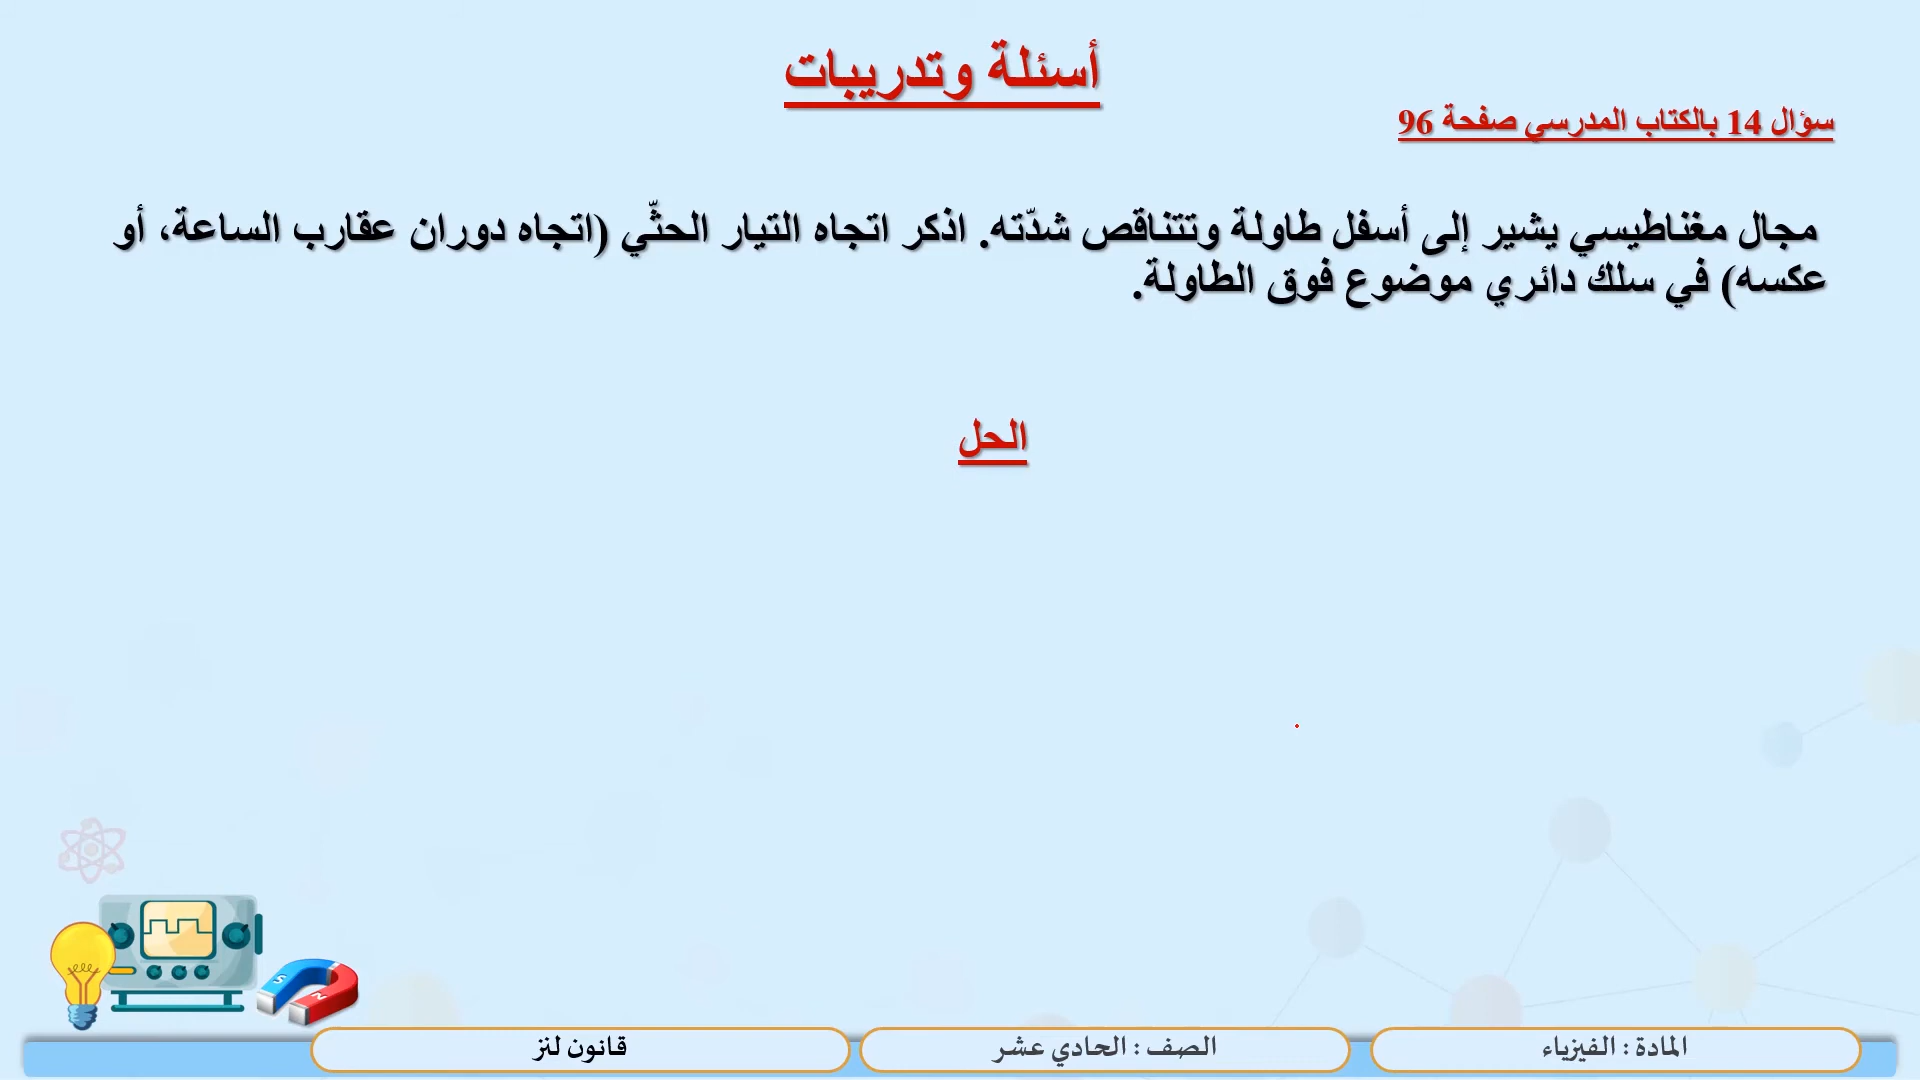 أسئلة وتدريبات
سؤال 14 بالكتاب المدرسي صفحة 96
مجال مغناطيسي يشير إلى أسفل طاولة وتتناقص شدّته. اذكر اتجاه التيار الحثّي (اتجاه دوران عقارب الساعة، أو
عكسه) في سلك دائري موضوع فوق الطاولة.
الحل
S
N
المادة : الفيزياء
الصف : الحادي عشر
قانون لنز